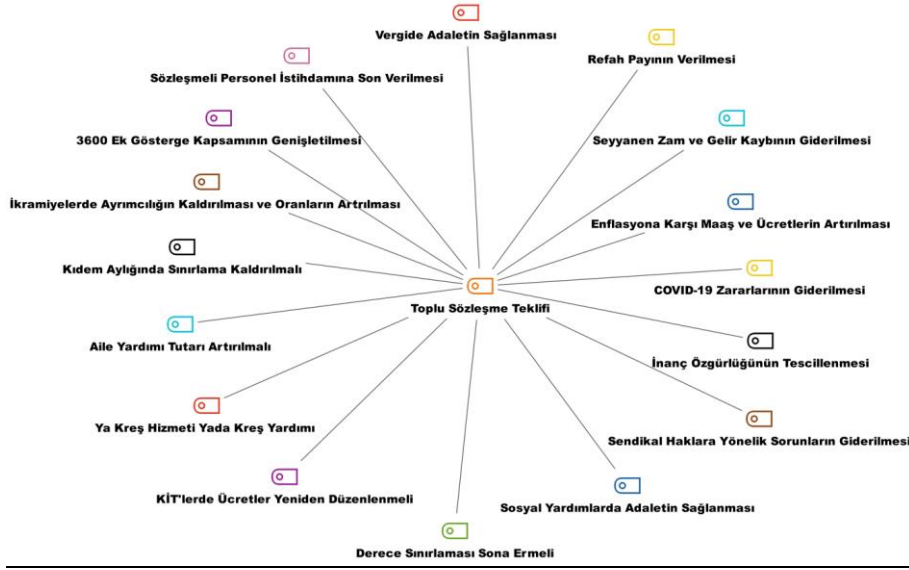 Vergide Adaletin Sağlanması
Refah Payının Verilmesi
Sözleşmeli Personel İstihdamına Son Verilmesi
3600 Ek Gösterge Kapsamının Genişletilmesi
Seyyanen Zam ve Gelir Kaybının Giderilmesi
İkramiyelerde Ayrımcılığın Kaldırılması ve Oranların Artrılması
Enflasyona Karşı Maaş ve Ücretlerin Artırılması
Kıdem Aylığında Sınırlama Kaldırılmalı
COVID-19 Zararlarının Giderilmesi
Toplu Sözleşme Teklifi
Aile Yardımı Tutarı Artırılmalı
İnanç Özgürlüğünün Tescillenmesi
Ya Kreş Hizmeti Yada Kreş Yardımı
Sendikal Haklara Yönelik Sorunların Giderilmesi
KİT'lerde Ücretler Yeniden Düzenlenmeli
Sosyal Yardımlarda Adaletin Sağlanması
Derece Sınırlaması Sona Ermeli